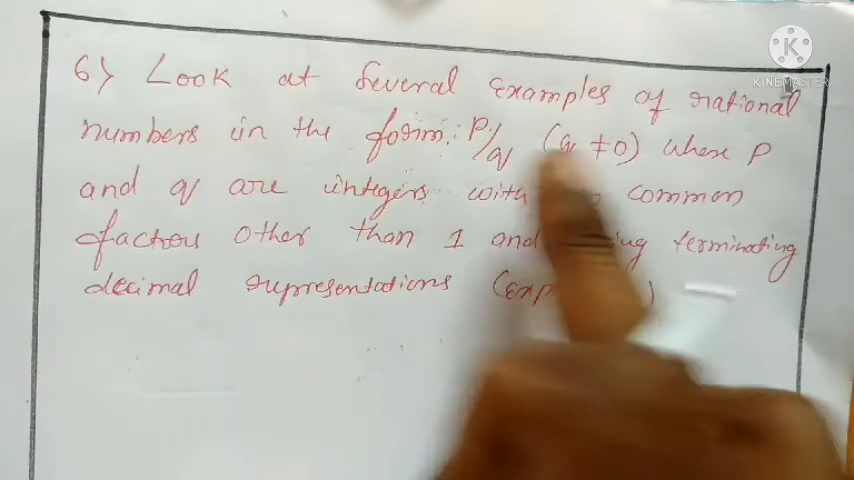 KINEMASTER
6) Look at Several examples of rational
numbers in the form: P/q (q ≠ 0) where P
and q are integers with common
factors other than 1 and terminating
decimal representations